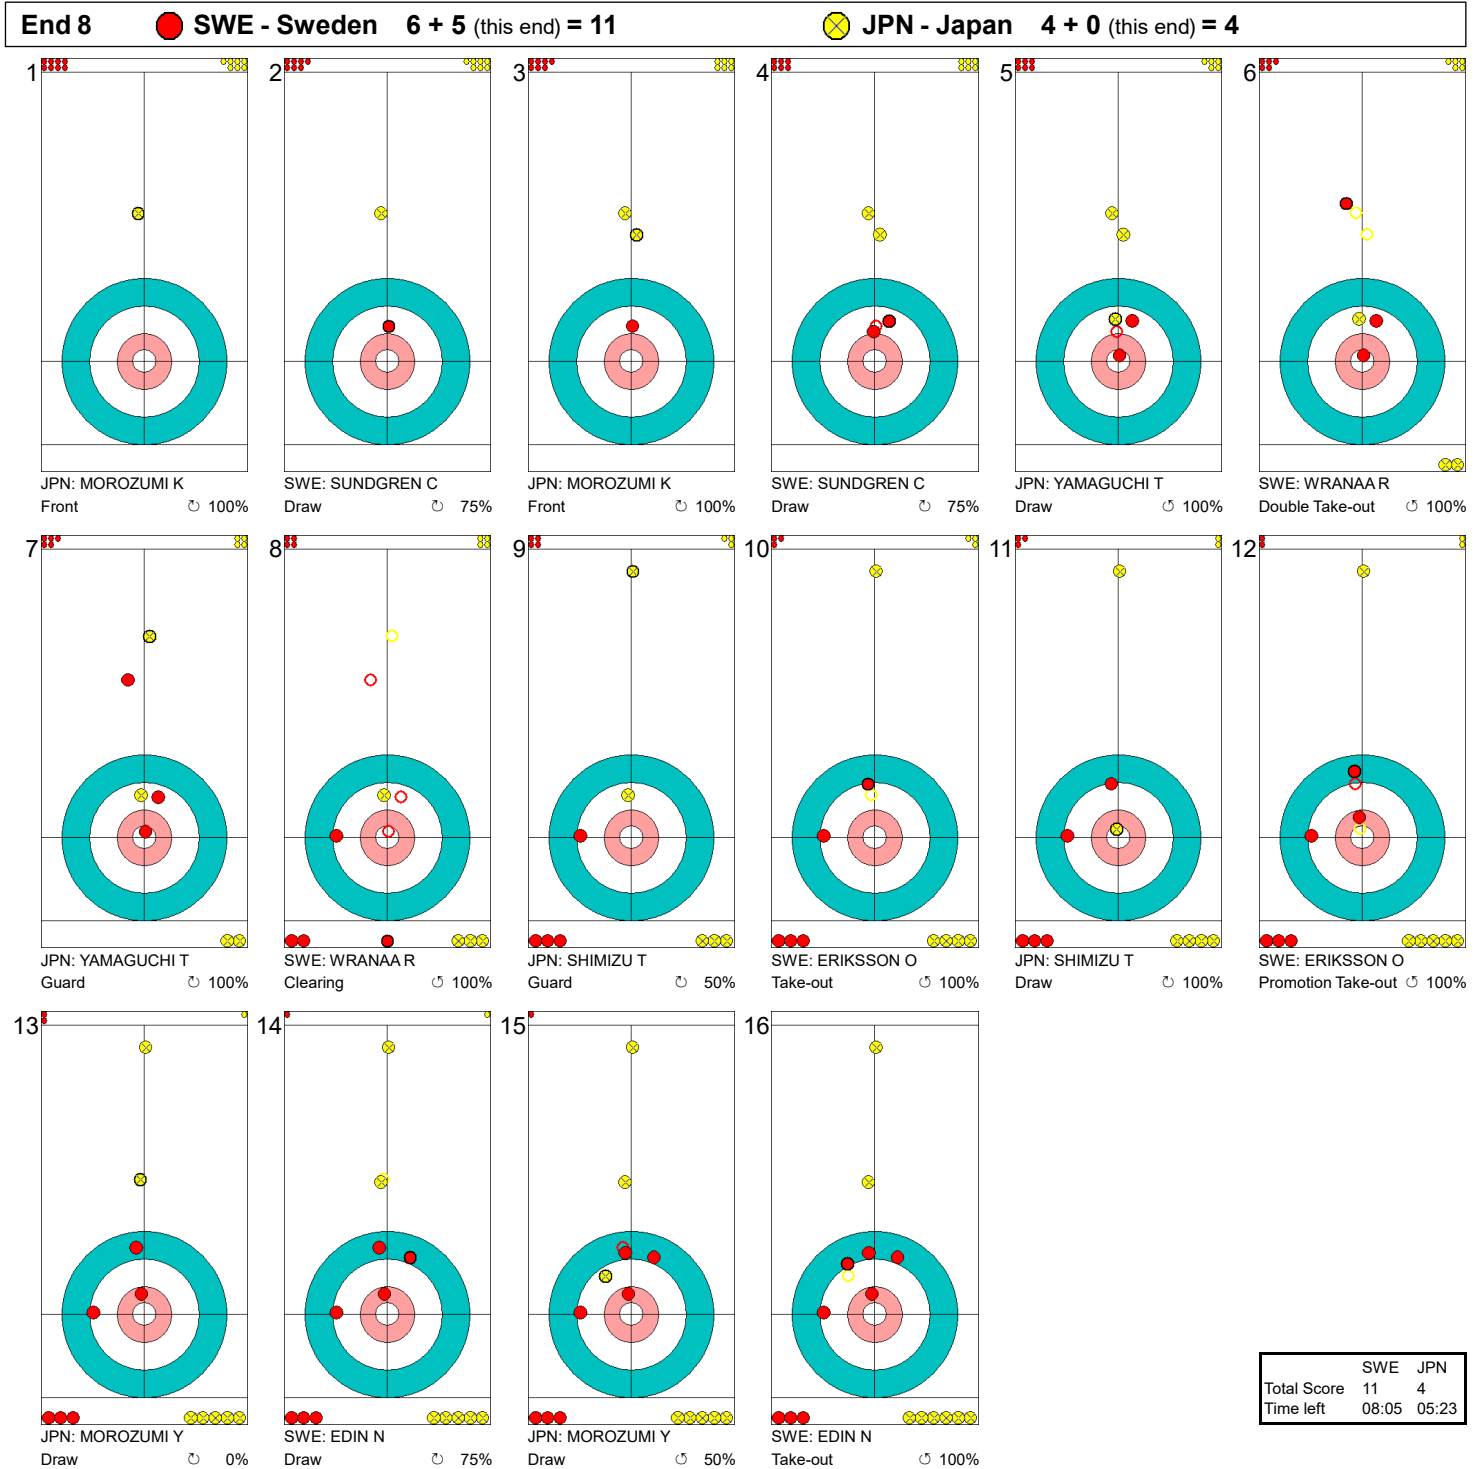 End 8 SWE - Sweden 6 + 5 (this end) = 11 JPN - Japan 4 + 0 (this end) = 4
1 2 3 4 5 6
JPN: MOROZUMI K SWE: SUNDGREN C JPN: MOROZUMI K SWE: SUNDGREN C JPN: YAMAGUCHI T SWE: WRANAA R
Front ↻ 100% Draw ↻ 75% Front ↻ 100% Draw ↻ 75% Draw ↻ 100% Double Take-out ↺ 100%
7 8 9 10 11 12
JPN: YAMAGUCHI T SWE: WRANAA R JPN: SHIMIZU T SWE: ERIKSSON O JPN: SHIMIZU T SWE: ERIKSSON O
Guard ↻ 100% Clearing ↺ 100% Guard ↻ 50% Take-out ↺ 100% Draw ↺ 100% Promotion Take-out ↺ 100%
13 14 15 16
JPN: MOROZUMI Y SWE: EDIN N JPN: MOROZUMI Y SWE: EDIN N
Draw ↻ 0% Draw ↻ 75% Draw ↺ 50% Take-out ↺ 100%
SWE JPN
Total Score 11 4
Time left 08:05 05:23